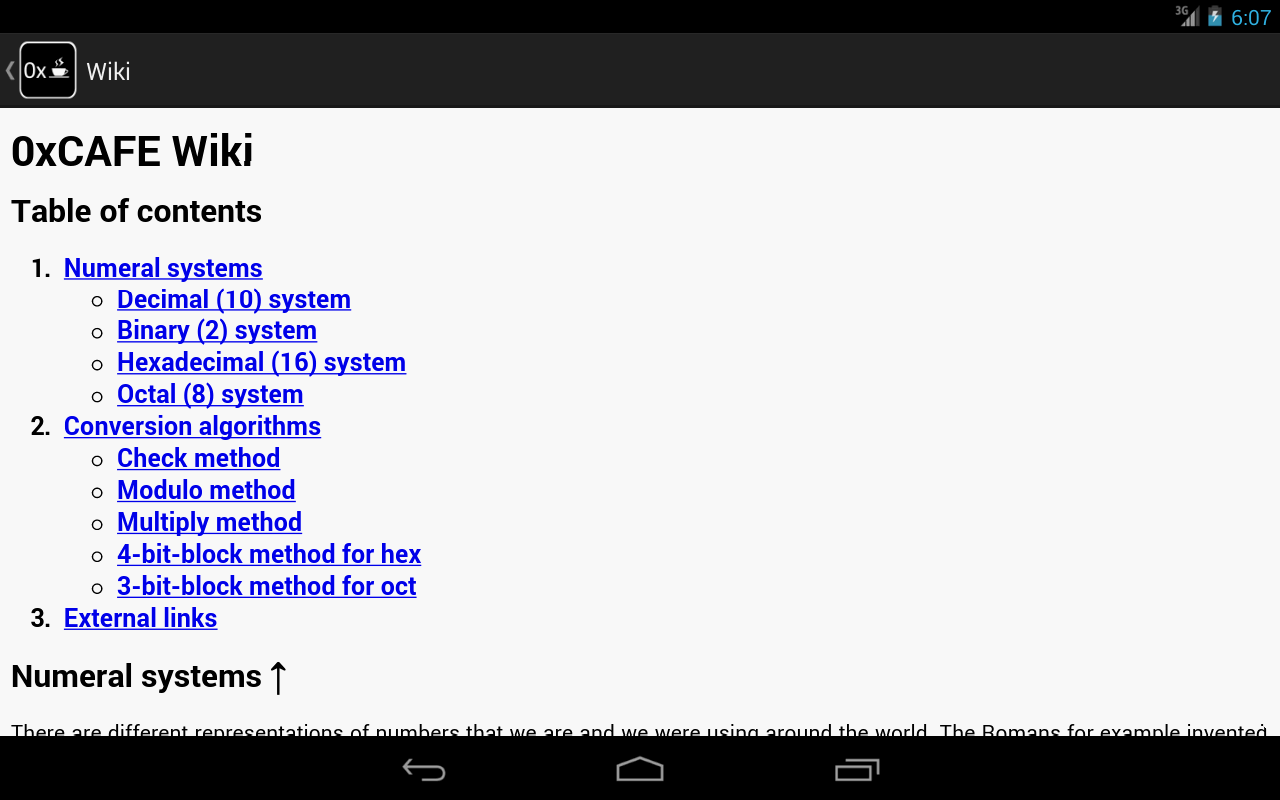 3G 6:07
0x Wiki
0xCAFE Wiki
Table of contents
1. Numeral systems
Decimal (10) system
Binary (2) system
Hexadecimal (16) system
Octal (8) system
2. Conversion algorithms
Check method
Modulo method
Multiply method
4-bit-block method for hex
3-bit-block method for oct
3. External links
Numeral systems ↑
There are different representations of numbers that we are and we were using around the world. The Romans for example invented